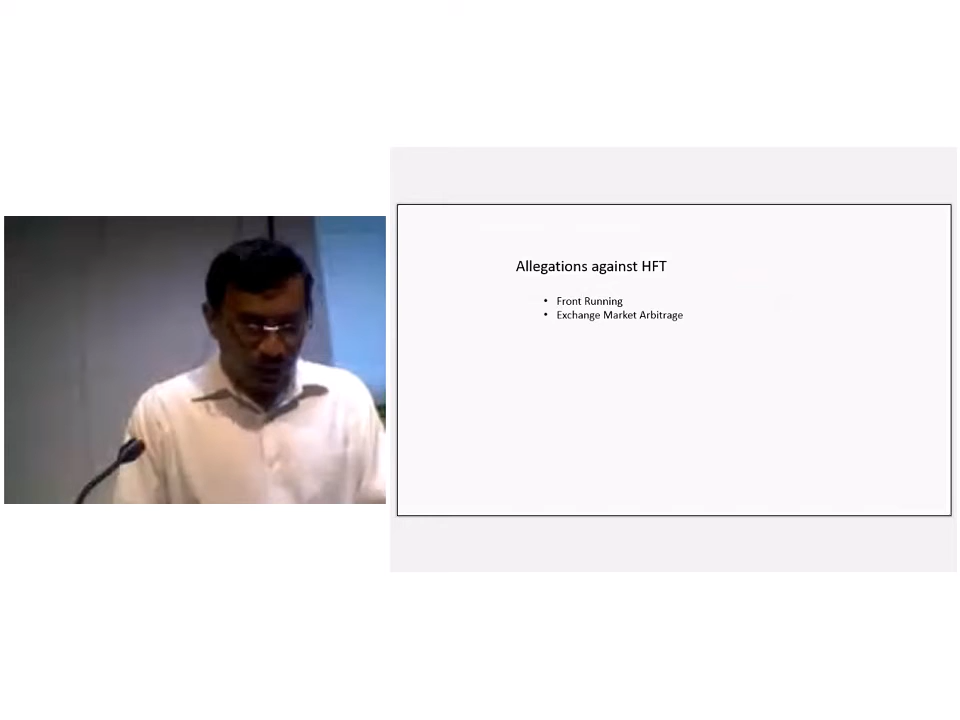 Allegations against HFT
• Front Running
• Exchange Market Arbitrage